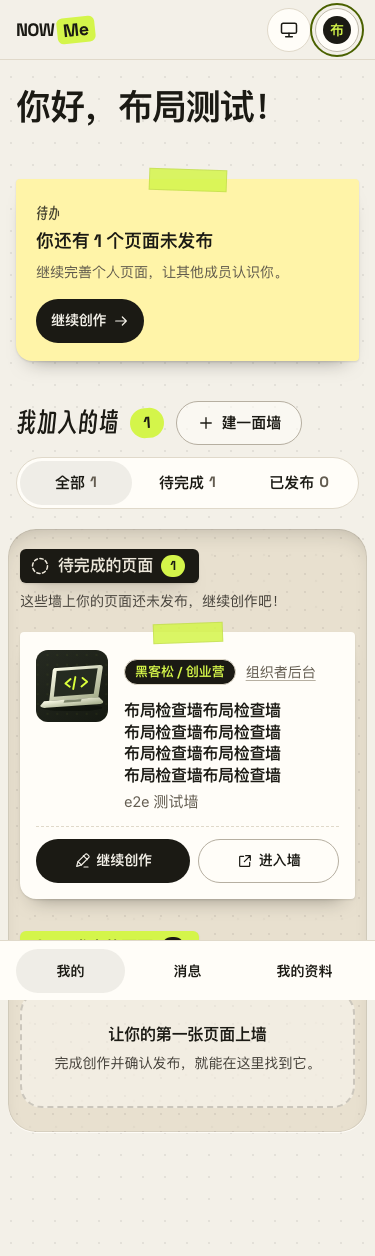 NOW Me
布
你好，布局测试！
待办
你还有 1 个页面未发布
继续完善个人页面，让其他成员认识你。
继续创作 →
我加入的墙 1 + 建一面墙
全部 1 待完成 1 已发布 0
待完成的页面 1
这些墙上你的页面还未发布，继续创作吧！
</>
黑客松 / 创业营 组织者后台
布局检查墙布局检查墙
布局检查墙布局检查墙
布局检查墙布局检查墙
布局检查墙布局检查墙
e2e 测试墙
继续创作 进入墙
我的 消息 我的资料
让你的第一张页面上墙
完成创作并确认发布，就能在这里找到它。